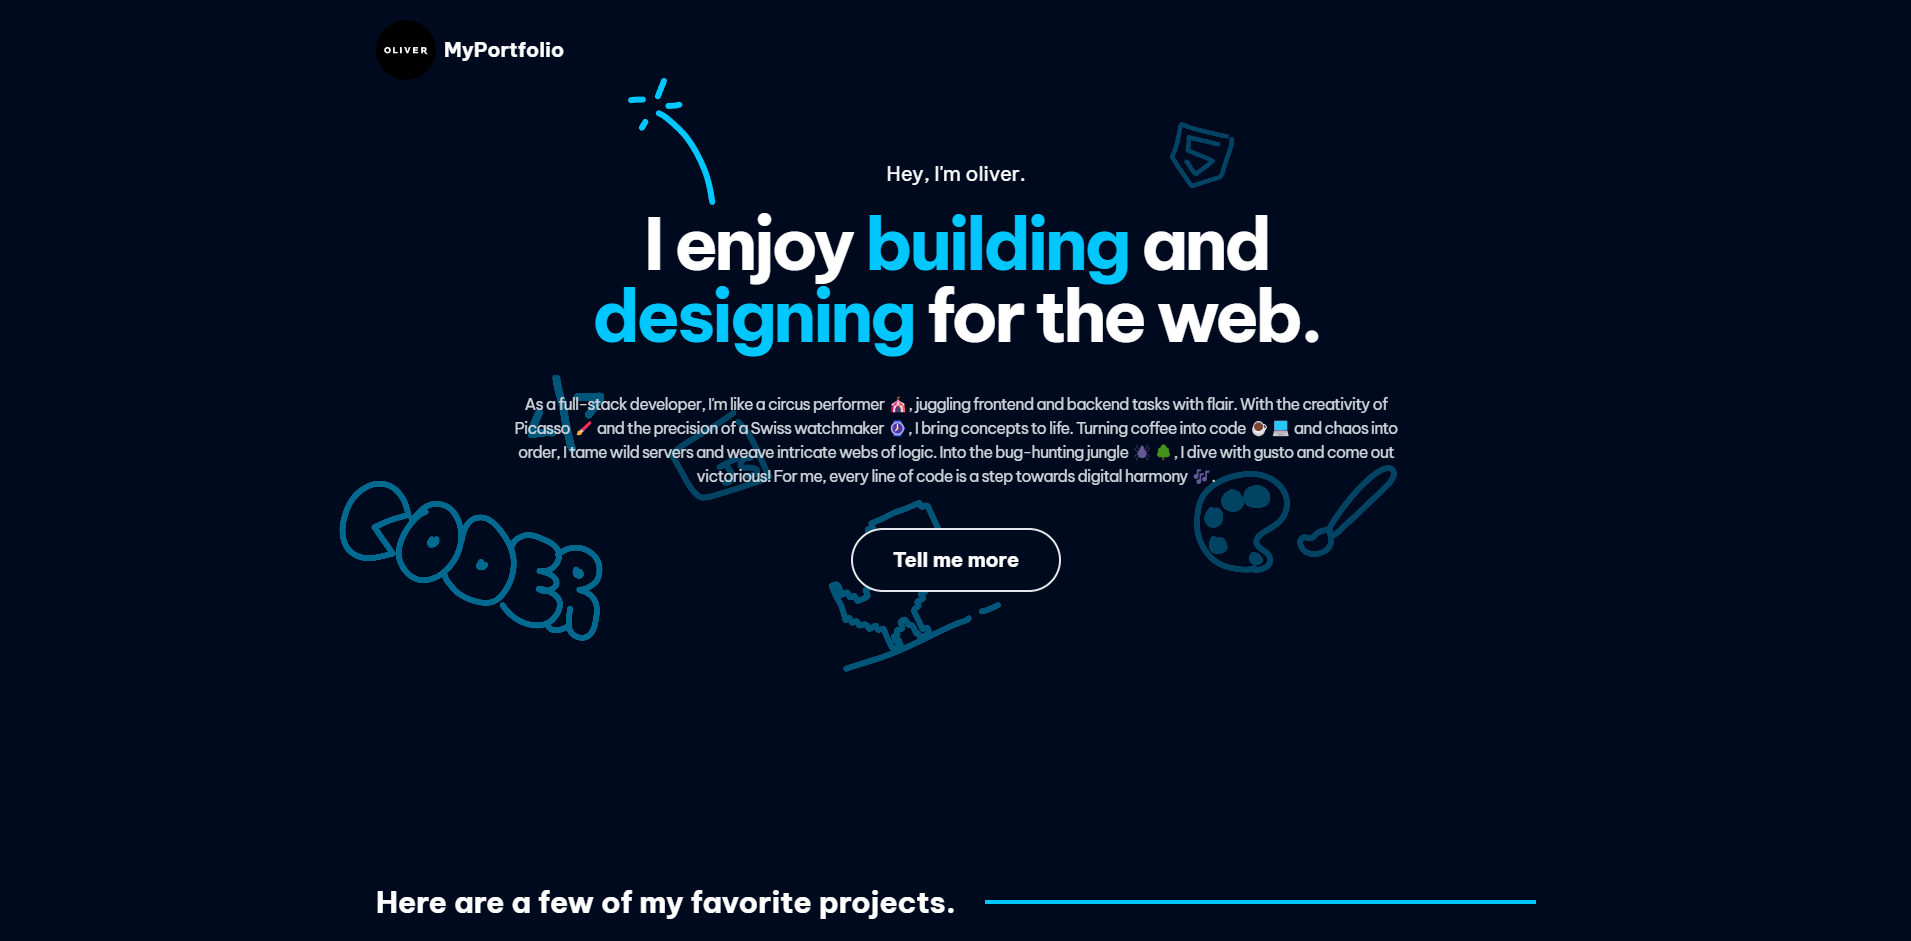 OLIVER MyPortfolio
5
Hey, I'm oliver.
I enjoy building and
designing for the web.
As a full-stack developer, I'm like a circus performer 🎪, juggling frontend and backend tasks with flair. With the creativity of
Picasso 🖌️ and the precision of a Swiss watchmaker ⌚, I bring concepts to life. Turning coffee into code ☕ 💻 and chaos into
order, I tame wild servers and weave intricate webs of logic. Into the bug-hunting jungle 🕷️ 🌳, I dive with gusto and come out
victorious! For me, every line of code is a step towards digital harmony 🎶.
JS
CODER
Tell me more
Here are a few of my favorite projects.